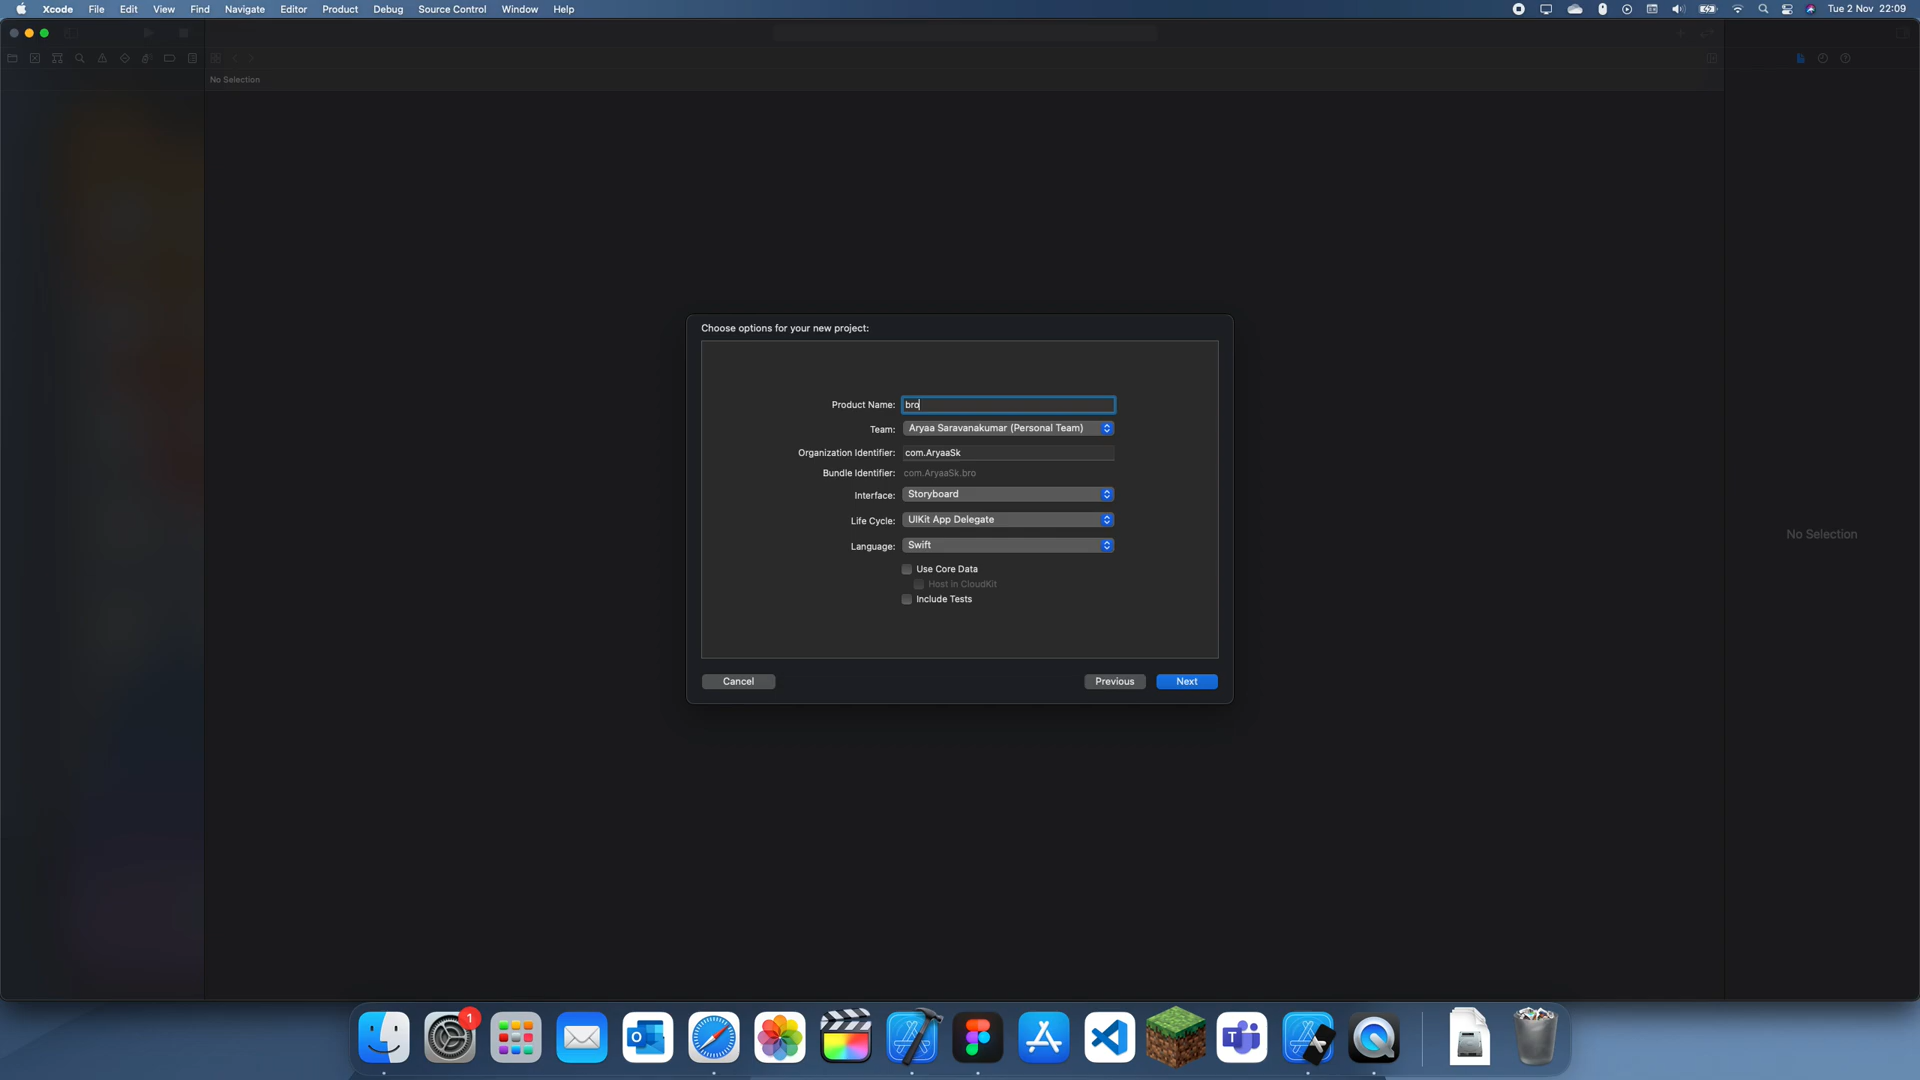 Xcode File Edit View Find Navigate Editor Product Debug Source Control Window Help
Tue 2 Nov 22:09
No Selection
Choose options for your new project:
Product Name: bro
Team: Aryaa Saravanakumar (Personal Team)
Organization Identifier: com.AryaaSk
Bundle Identifier: com.AryaaSk.bro
Interface: Storyboard
Life Cycle: UIKit App Delegate
Language: Swift
Use Core Data
Host in CloudKit
Include Tests
Cancel Previous Next
No Selection
1